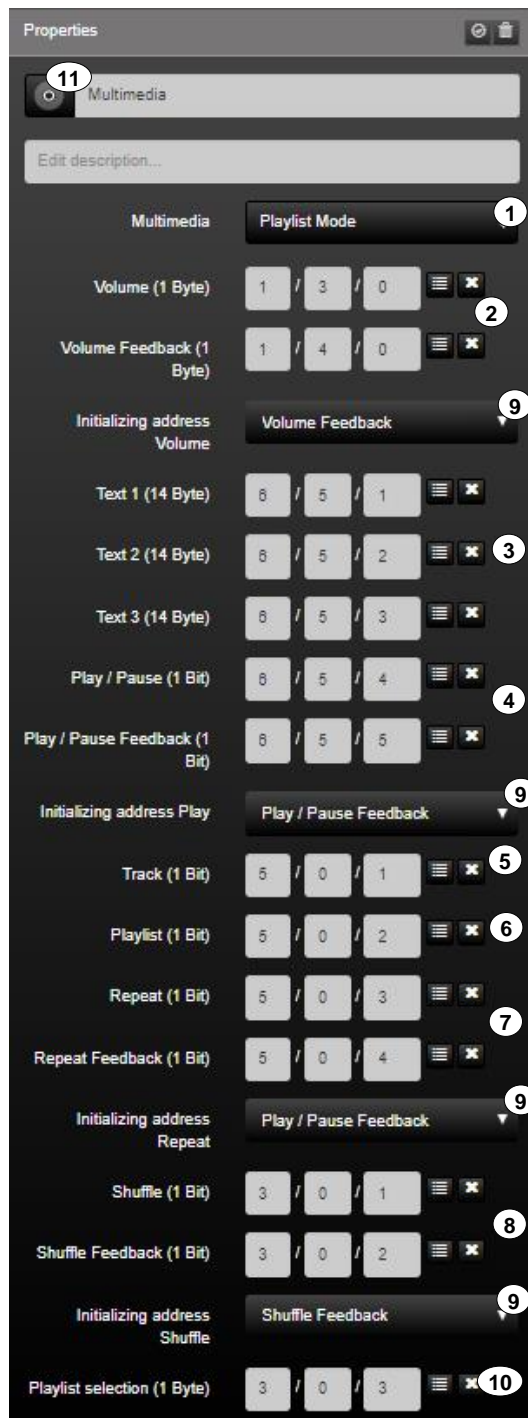 Properties
11
Multimedia
Edit description...
Multimedia Playlist Mode 1
Volume (1 Byte) 1 / 3 / 0
2
Volume Feedback (1
Byte) 1 / 4 / 0
9
Initializing address
Volume Volume Feedback
Text 1 (14 Byte) 6 / 5 / 1
Text 2 (14 Byte) 6 / 5 / 2 3
Text 3 (14 Byte) 6 / 5 / 3
Play / Pause (1 Bit) 6 / 5 / 4
4
Play / Pause Feedback (1
Bit) 6 / 5 / 5
9
Initializing address Play Play / Pause Feedback
Track (1 Bit) 5 / 0 / 1 5
Playlist (1 Bit) 5 / 0 / 2 6
Repeat (1 Bit) 5 / 0 / 3
7
Repeat Feedback (1 Bit) 5 / 0 / 4
9
Initializing address
Repeat Play / Pause Feedback
Shuffle (1 Bit) 3 / 0 / 1
8
Shuffle Feedback (1 Bit) 3 / 0 / 2
9
Initializing address
Shuffle Shuffle Feedback
Playlist selection (1 Byte) 3 / 0 / 3 10